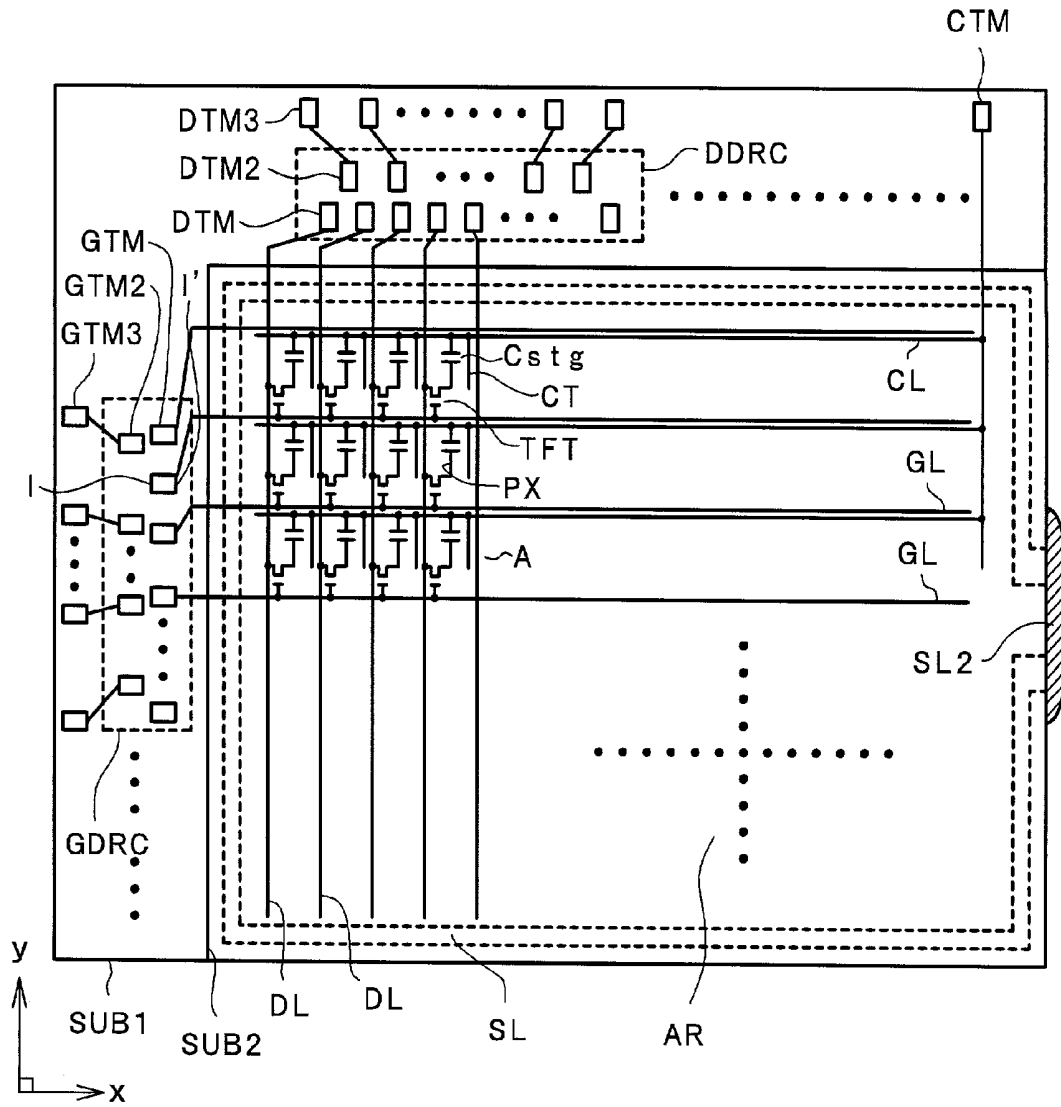 CTM
DTM3
DTM2
DDRC
DTM
GTM
I'
GTM2
GTM3
Cstg
CT
CL
TFT
GL
I
PX
A
GL
SL2
GDRC
y
DL
DL
SL
AR
SUB1
SUB2
x